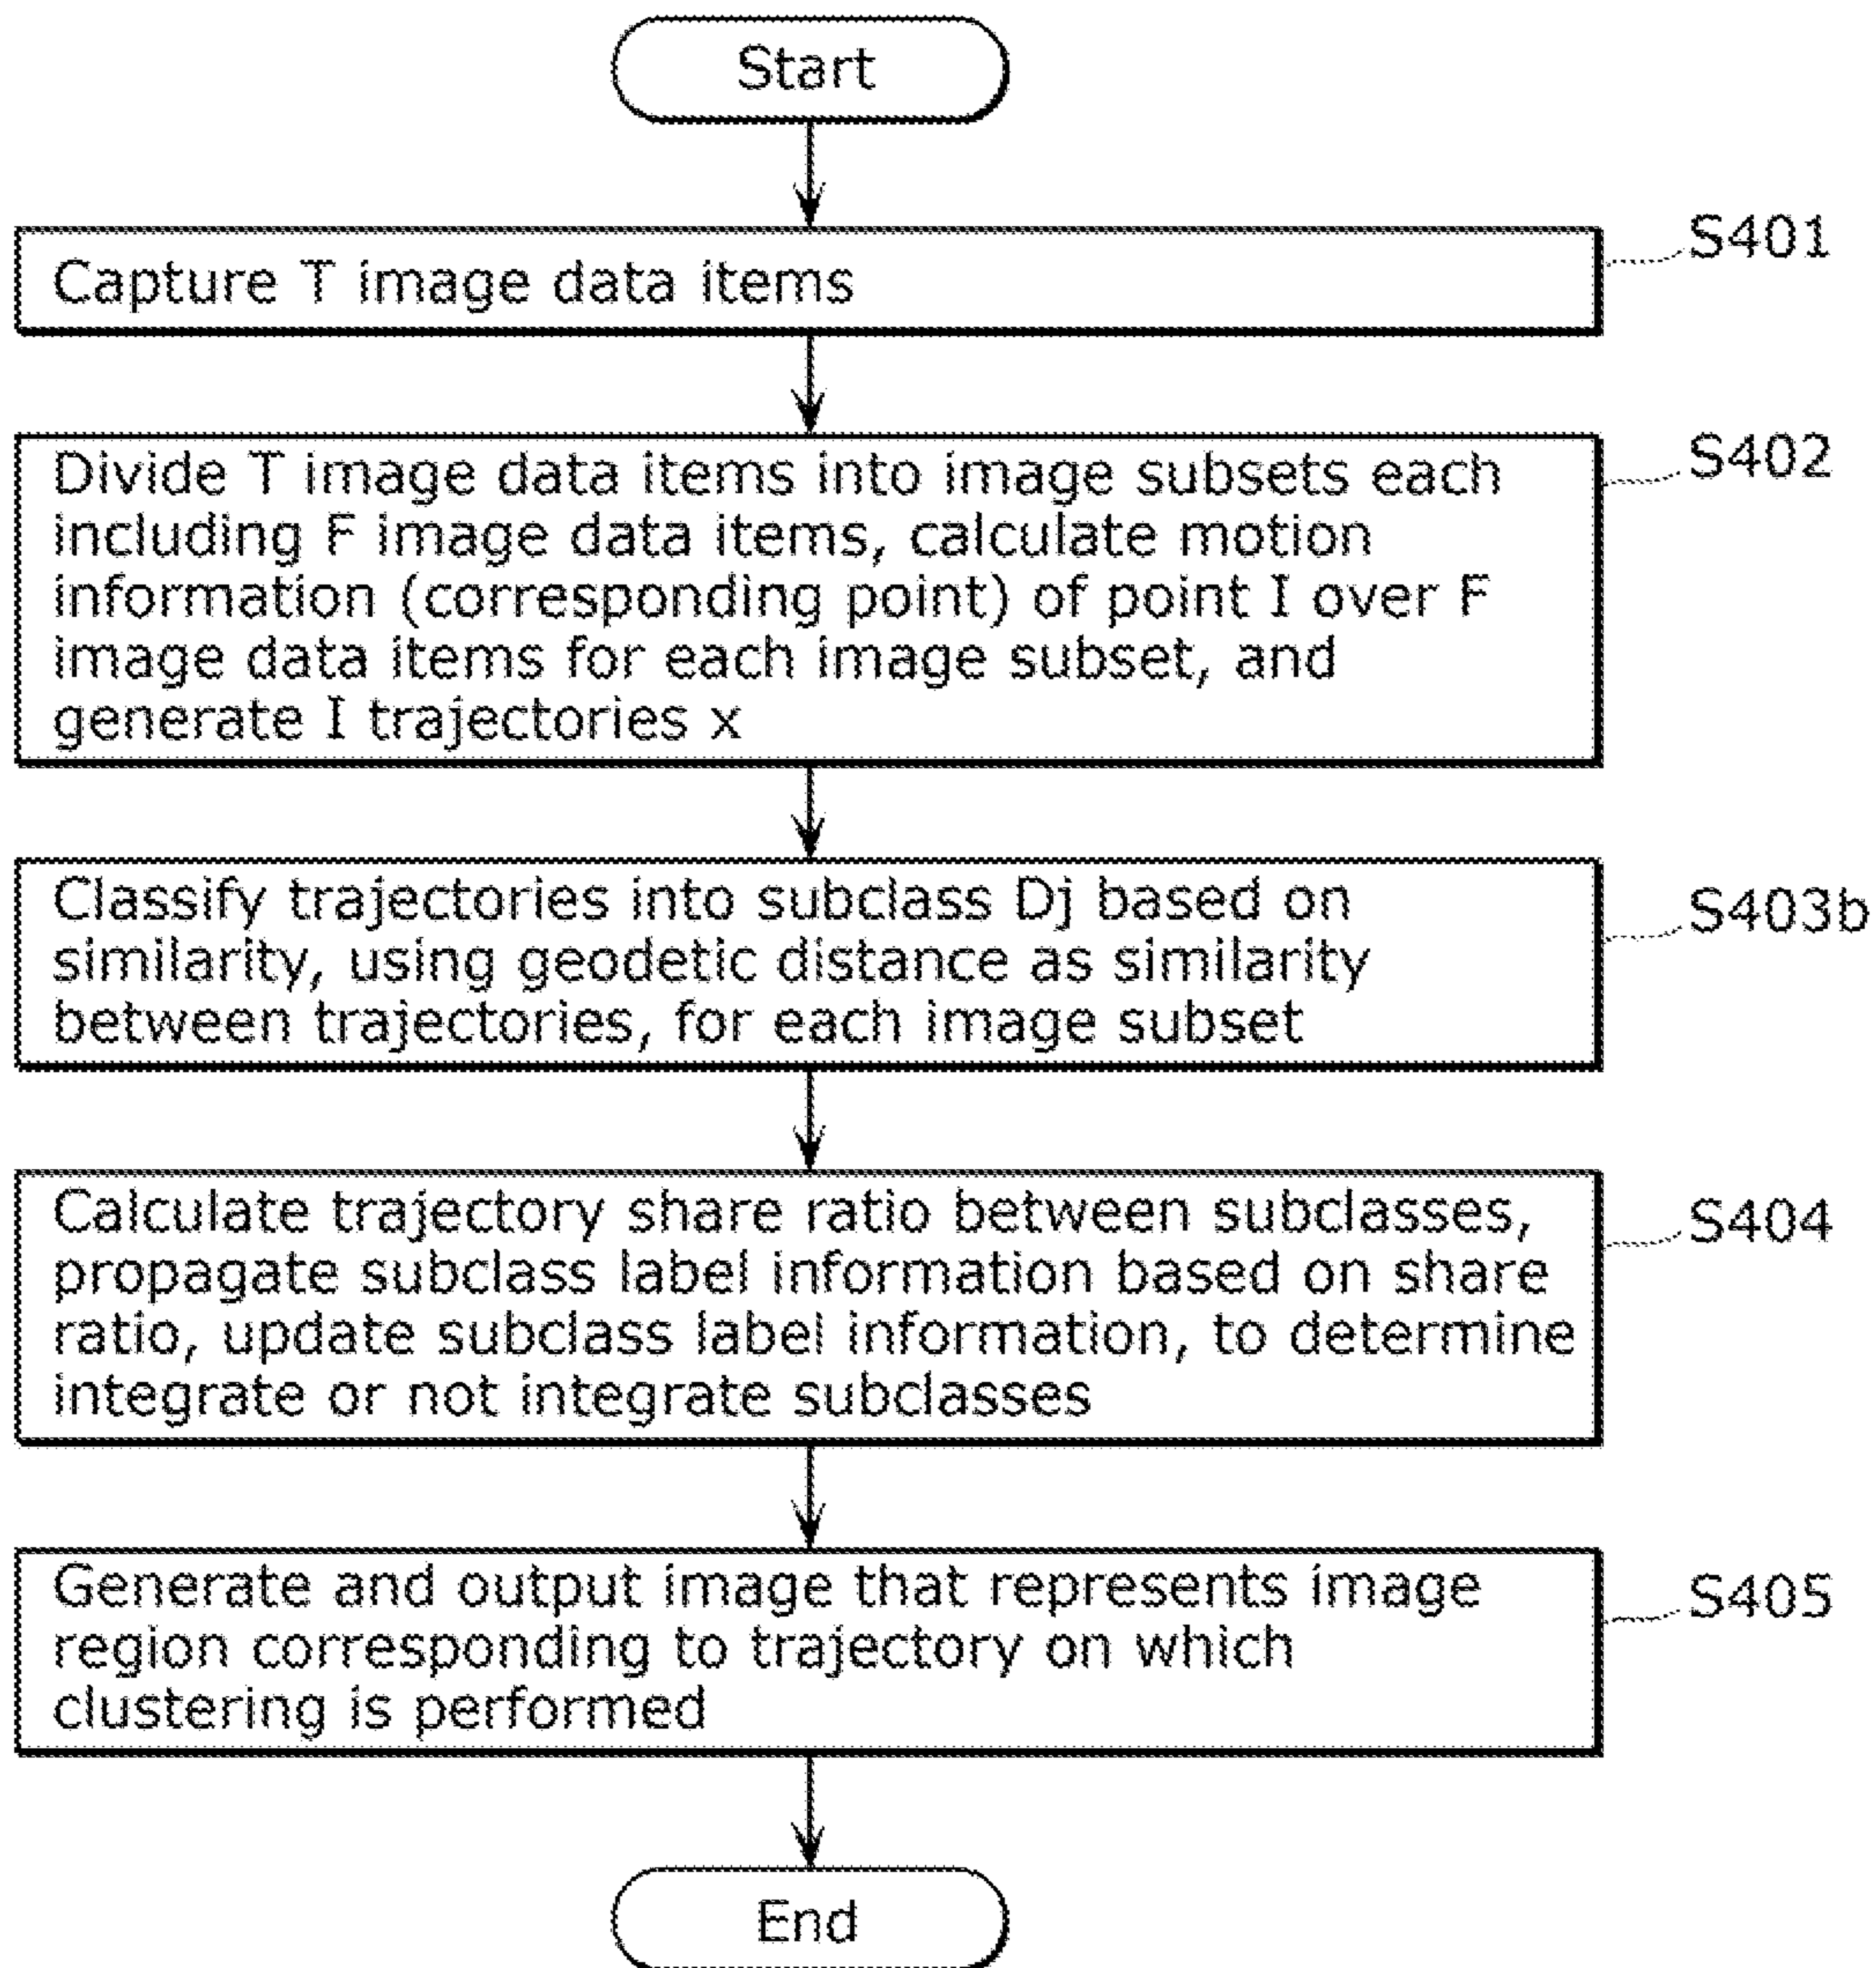 Start
S401
Capture T image data items
S402
Divide T image data items into image subsets each
including F image data items, calculate motion
information (corresponding point) of point I over F
image data items for each image subset, and
generate I trajectories x
S403b
Classify trajectories into subclass Dj based on
similarity, using geodetic distance as similarity
between trajectories, for each image subset
S404
Calculate trajectory share ratio between subclasses,
propagate subclass label information based on share
ratio, update subclass label information, to determine
integrate or not integrate subclasses
S405
Generate and output image that represents image
region corresponding to trajectory on which
clustering is performed
End